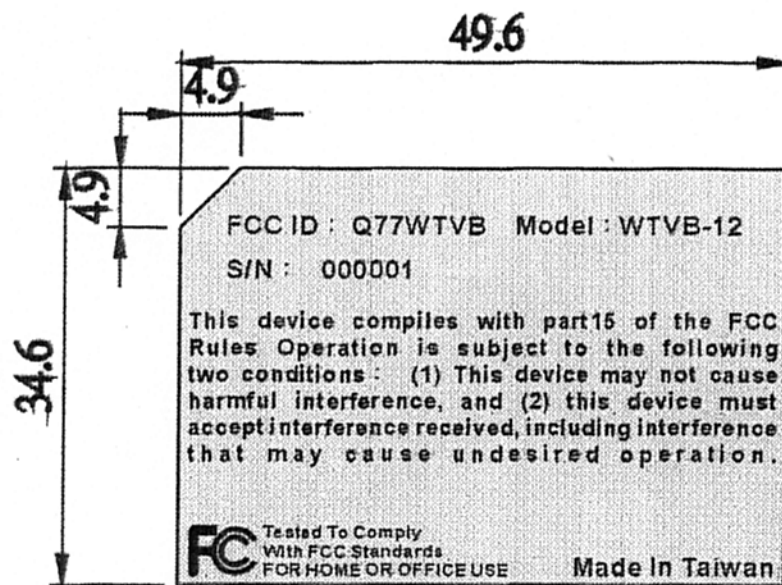 49.6
4.9
4.9
34.6
FCC ID : Q77WTVB Model : WTVB-12
S/N : 000001
This device compiles with part15 of the FCC
Rules Operation is subject to the following
two conditions : (1) This device may not cause
harmful interference, and (2) this device must
accept interference received, including interference
that may cause undesired operation.
FC Tested To Comply
With FCC Standards
FOR HOME OR OFFICE USE
Made In Taiwan